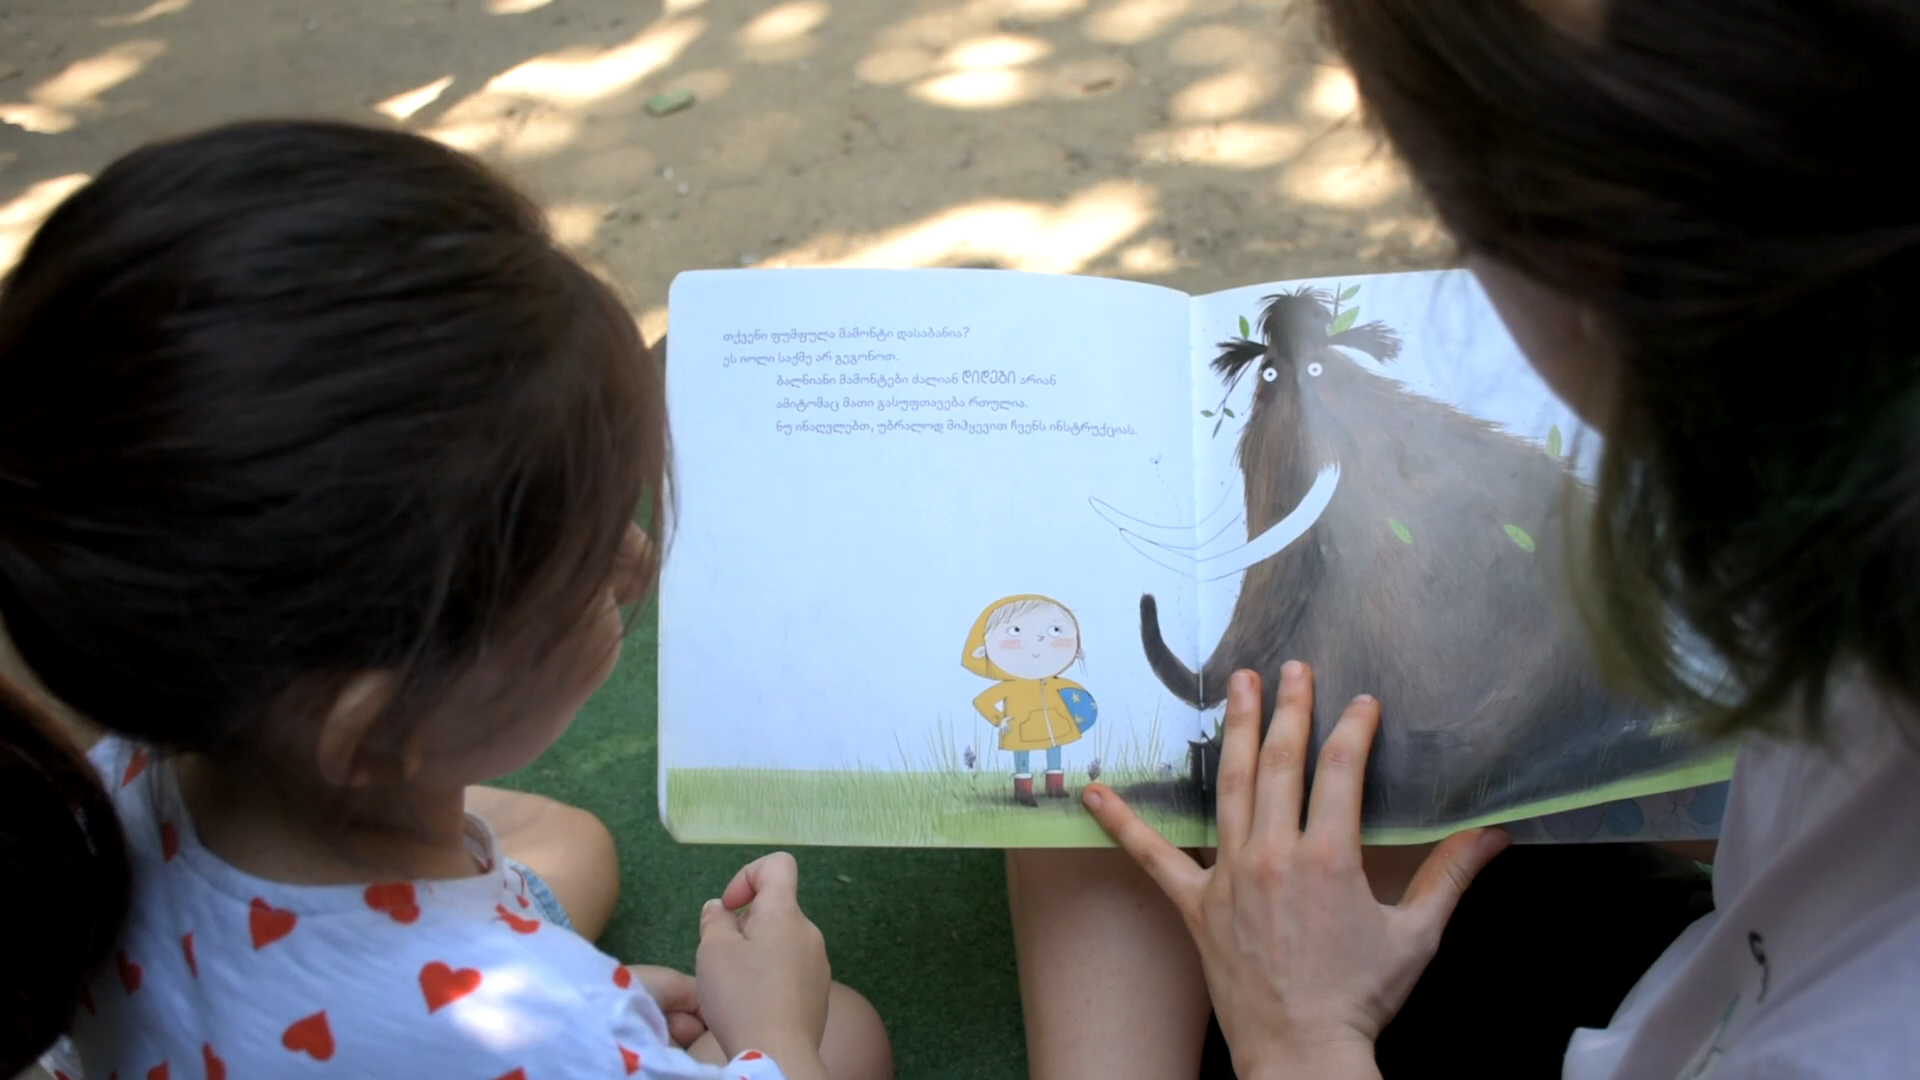 თქვენი ფუმფულა მამონტი დასაბანია?
ეს იოლი საქმე არ გეგონოთ.
ბალნიანი მამონტები ძალიან დიდები არიან
ამიტომაც მათი გასუფთავება რთულია.
ნუ ინაღვლებთ, უბრალოდ მიჰყევით ჩვენს ინსტრუქციას.